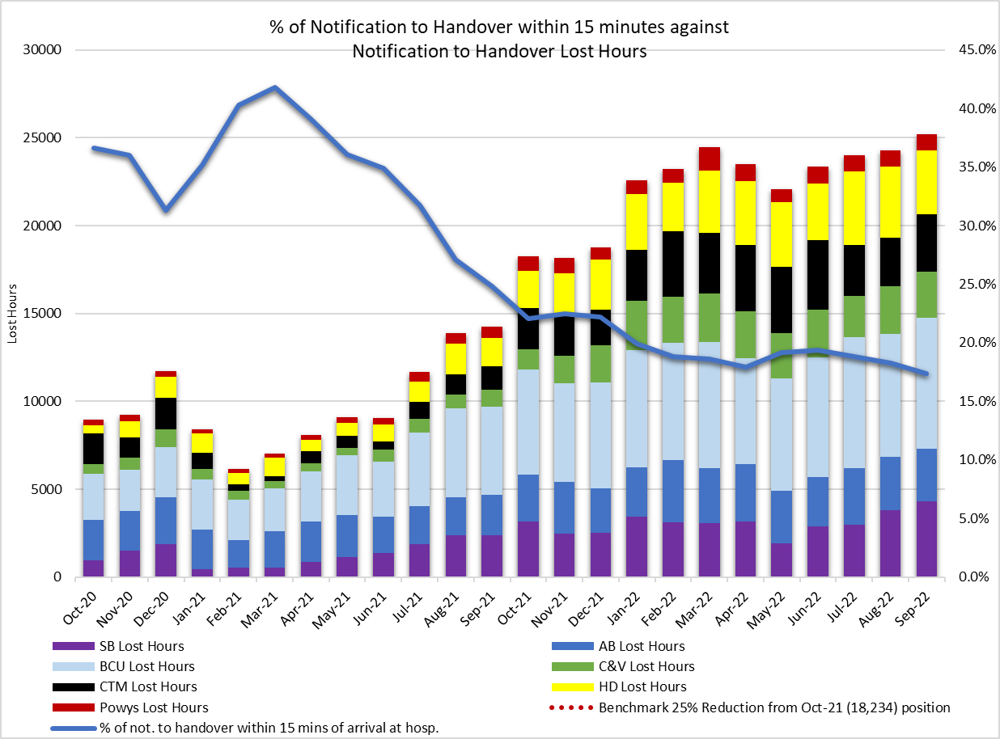 % of Notification to Handover within 15 minutes against
Notification to Handover Lost Hours
30000
25000
20000
15000
10000
5000
0
Lost Hours
45.0%
40.0%
35.0%
30.0%
25.0%
20.0%
15.0%
10.0%
5.0%
0.0%
Oct-20
Nov-20
Dec-20
Jan-21
Feb-21
Mar-21
Apr-21
May-21
Jun-21
Jul-21
Aug-21
Sep-21
Oct-21
Nov-21
Dec-21
Jan-22
Feb-22
Mar-22
Apr-22
May-22
Jun-22
Jul-22
Aug-22
Sep-22
SB Lost Hours
AB Lost Hours
BCU Lost Hours
C&V Lost Hours
CTM Lost Hours
HD Lost Hours
Powys Lost Hours
Benchmark 25% Reduction from Oct-21 (18,234) position
% of not. to handover within 15 mins of arrival at hosp.